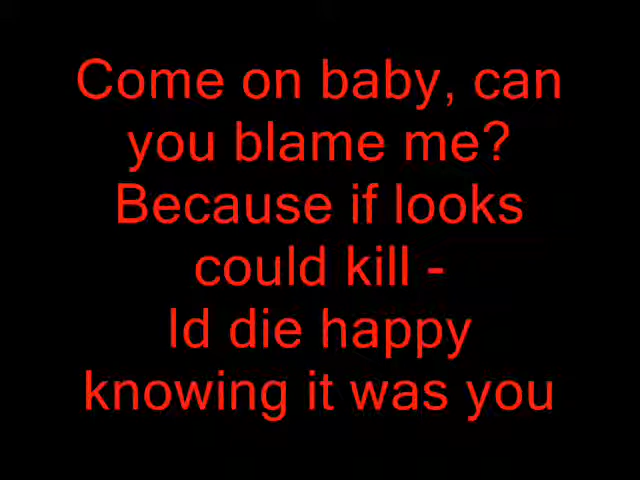 Come on baby, can
you blame me?
Because if looks
could kill -
Id die happy
knowing it was you